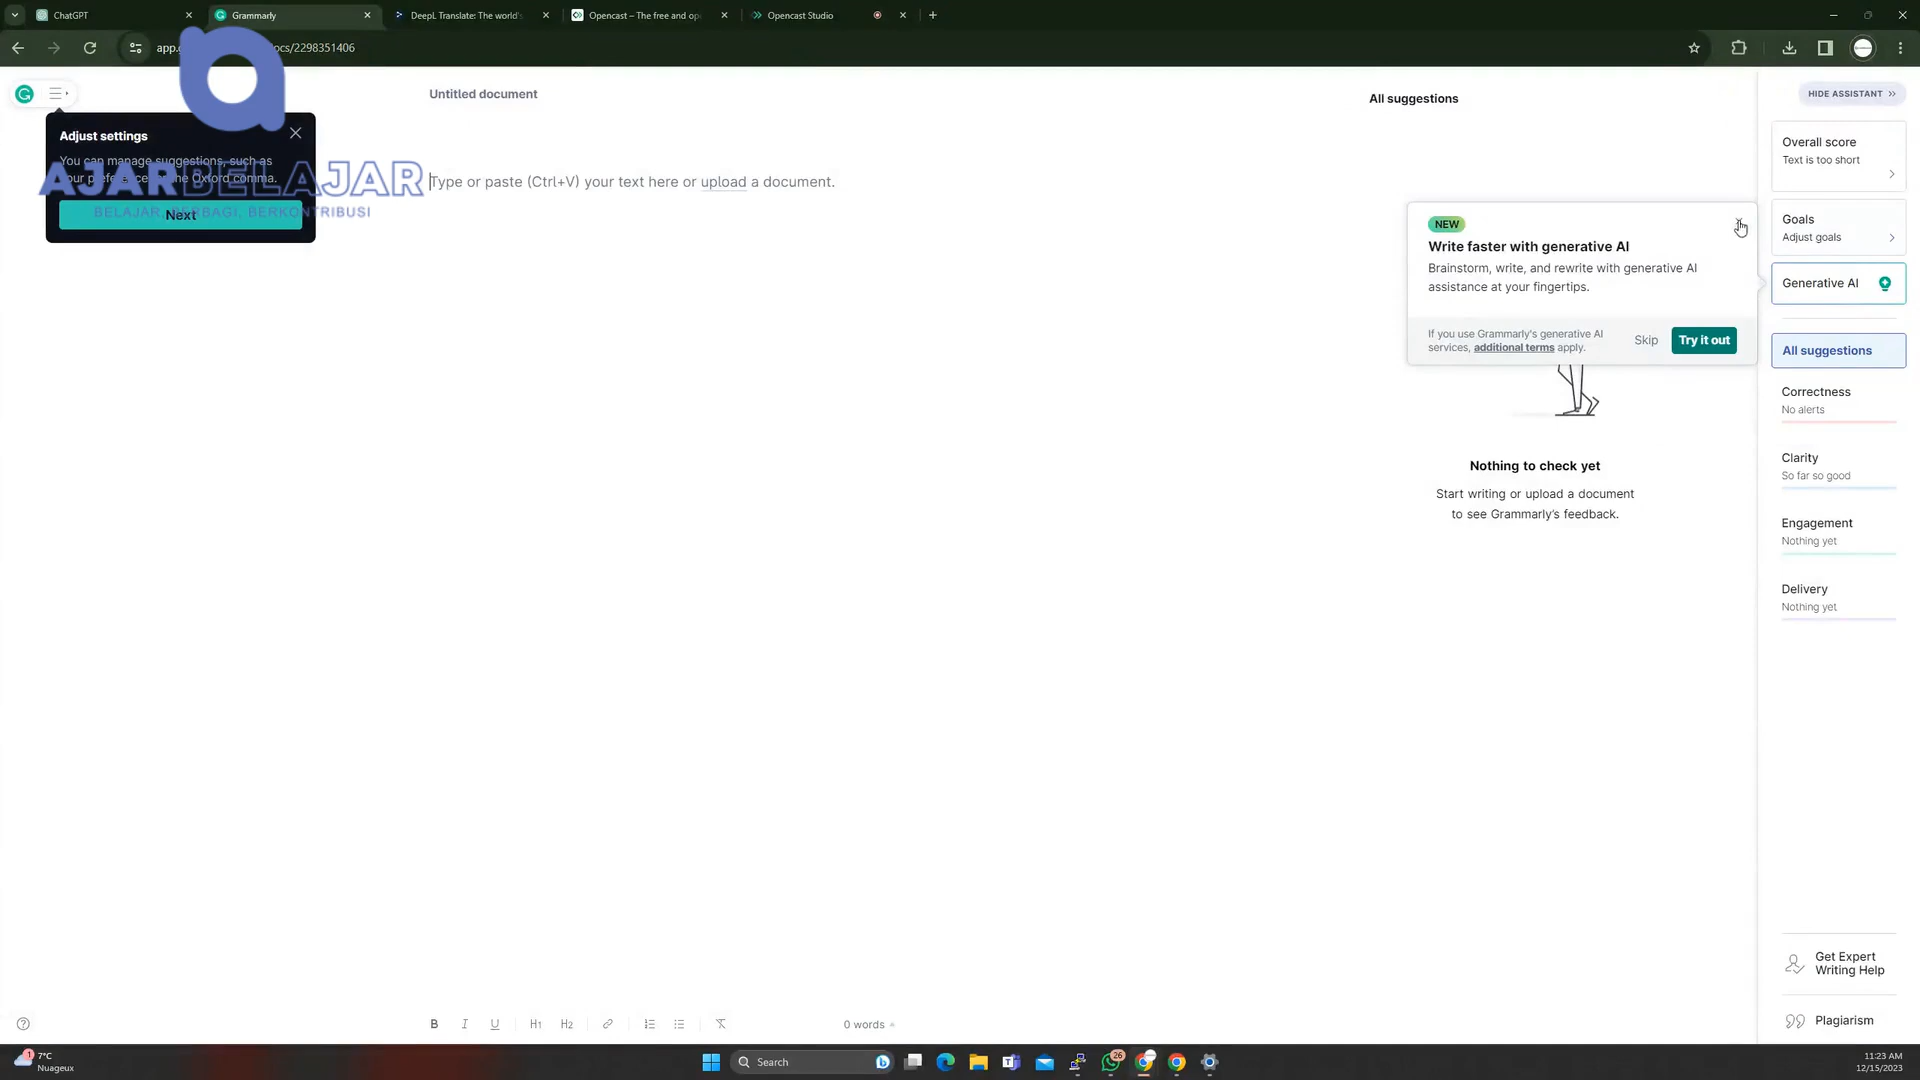 ChatGPT
Grammarly
DeepL Translate: The world's
Opencast – The free and op
Opencast Studio
ocs/2298351406
Untitled document
All suggestions
HIDE ASSISTANT
Adjust settings
You can manage suggestions, such as
your preference the Oxford comma.
Next
AJARBELAJAR
BELAJAR, BERBAGI, BERKONTRIBUSI
Type or paste (Ctrl+V) your text here or upload a document.
Overall score
Text is too short
Goals
Adjust goals
Generative AI
NEW
Write faster with generative AI
Brainstorm, write, and rewrite with generative AI
assistance at your fingertips.
If you use Grammarly's generative AI
services, additional terms apply.
Skip
Try it out
Nothing to check yet
Start writing or upload a document
to see Grammarly's feedback.
All suggestions
Correctness
No alerts
Clarity
So far so good
Engagement
Nothing yet
Delivery
Nothing yet
Get Expert
Writing Help
Plagiarism
B I U H1 H2
0 words
1
7°C
Nuageux
Search
26
11:23 AM
12/15/2023